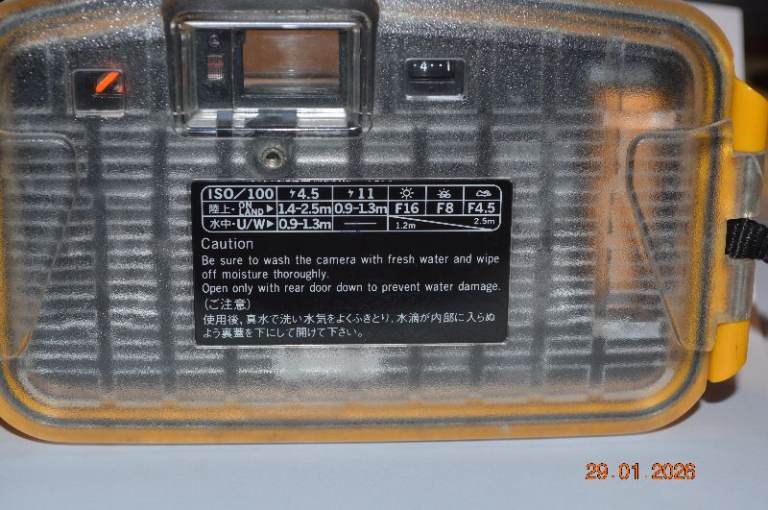 4
ISO/100 ϟ4.5 ϟ11
陸上・ON LAND▶ 1.4-2.5m 0.9-1.3m F16 F8 F4.5
水中・U/W▶ 0.9-1.3m —— 1.2m 2.5m
Caution
Be sure to wash the camera with fresh water and wipe
off moisture thoroughly.
Open only with rear door down to prevent water damage.
(ご注意)
使用後、真水で洗い水気をよくふきとり、水滴が内部に入らぬ
よう裏蓋を下にして開けて下さい。
29.01.2026